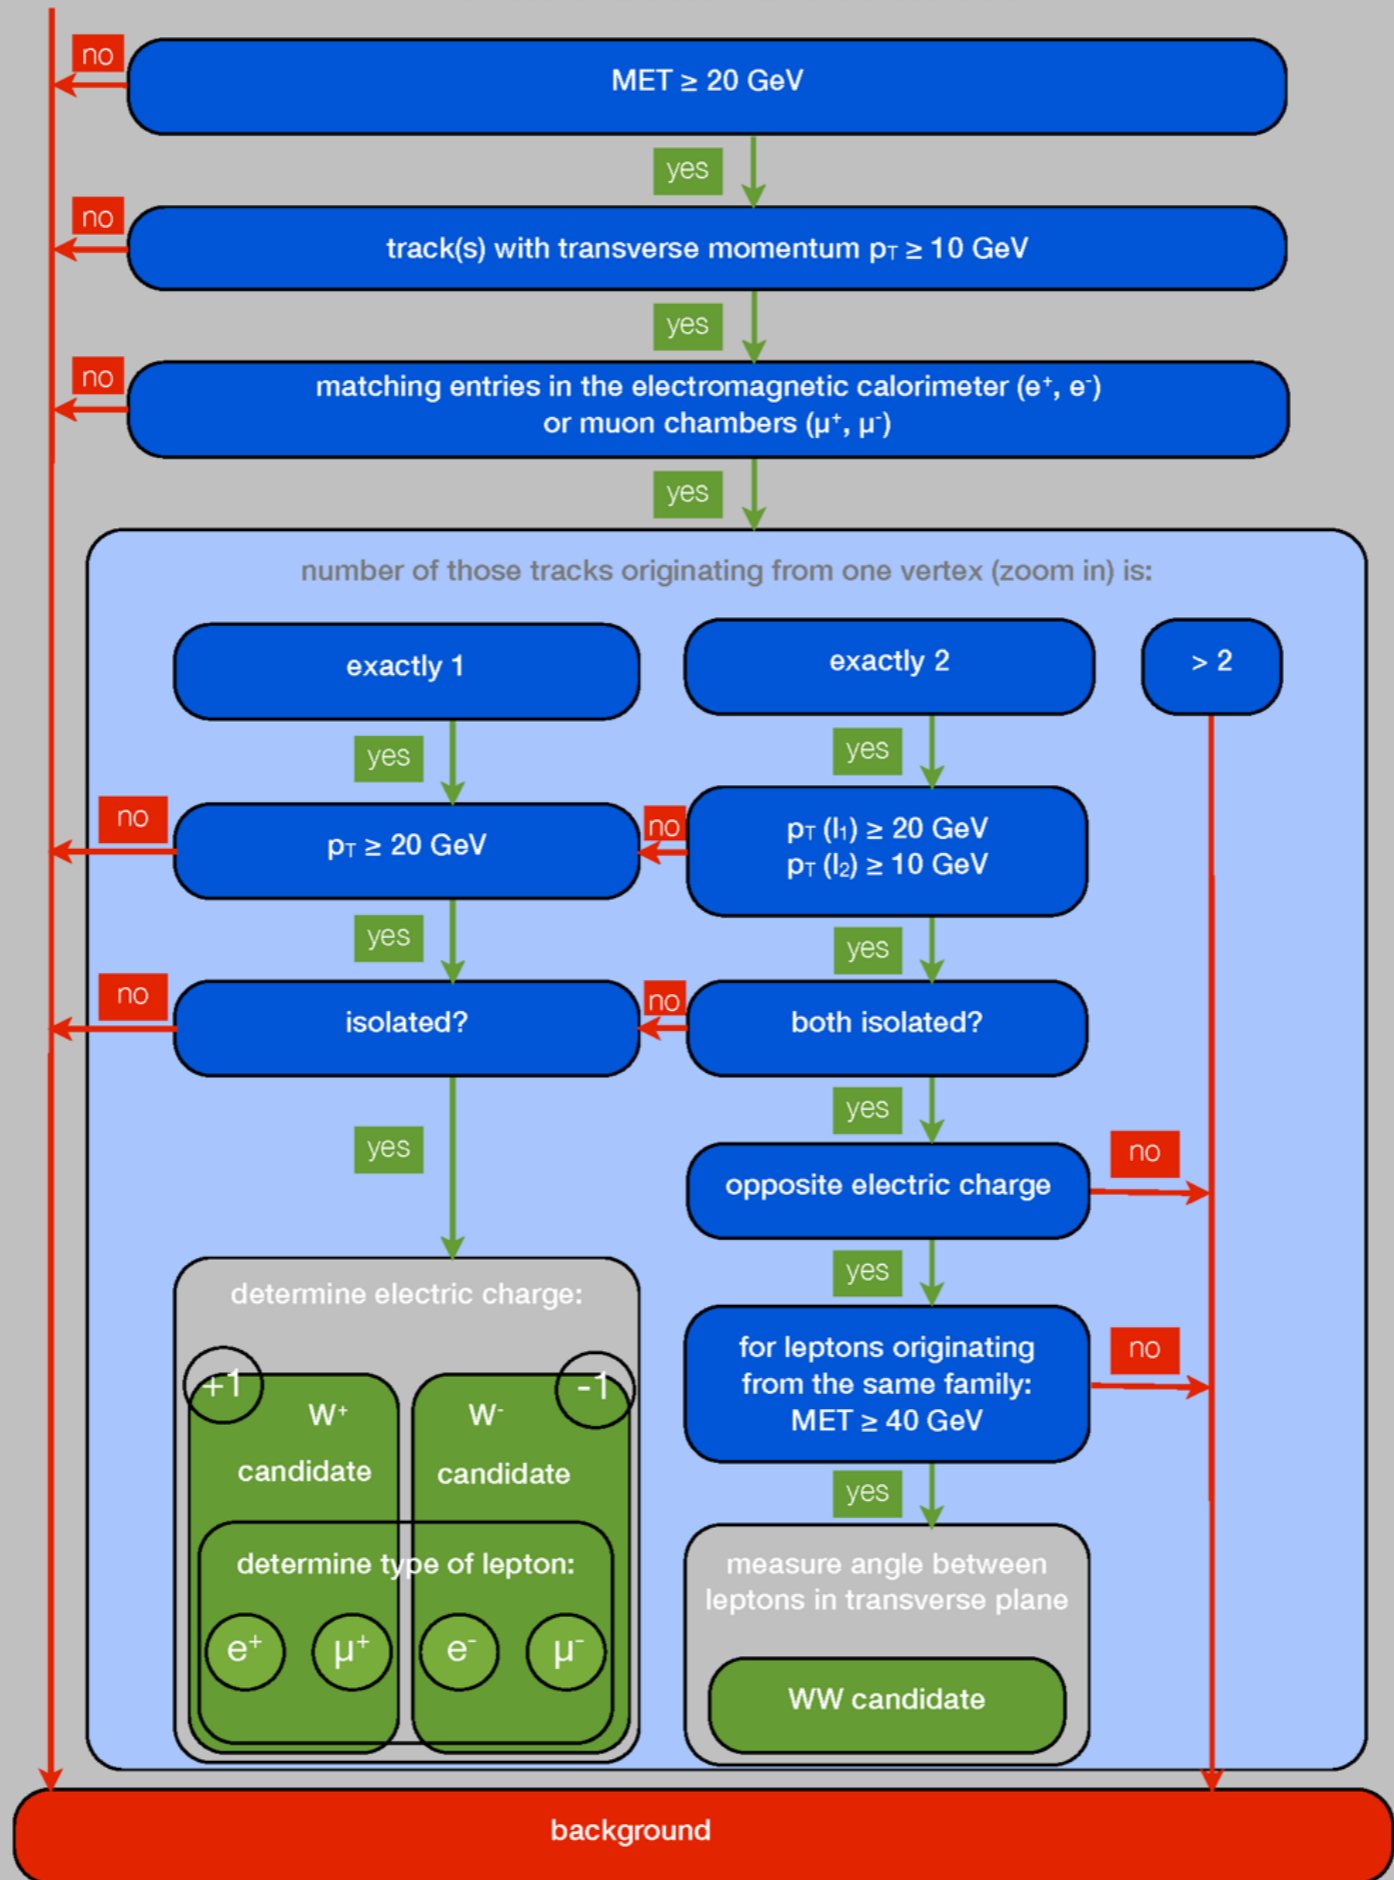 no
MET ≥ 20 GeV
yes
no
track(s) with transverse momentum pT ≥ 10 GeV
yes
no
matching entries in the electromagnetic calorimeter (e⁺, e⁻)
or muon chambers (μ⁺, μ⁻)
yes
number of those tracks originating from one vertex (zoom in) is:
exactly 1
exactly 2
> 2
yes
yes
no
pT ≥ 20 GeV
no
pT (l₁) ≥ 20 GeV
pT (l₂) ≥ 10 GeV
yes
yes
no
isolated?
no
both isolated?
yes
yes
opposite electric charge
no
yes
determine electric charge:
+1
W⁺
candidate
-1
W⁻
candidate
for leptons originating
from the same family:
MET ≥ 40 GeV
no
yes
determine type of lepton:
e⁺
μ⁺
e⁻
μ⁻
measure angle between
leptons in transverse plane
WW candidate
background